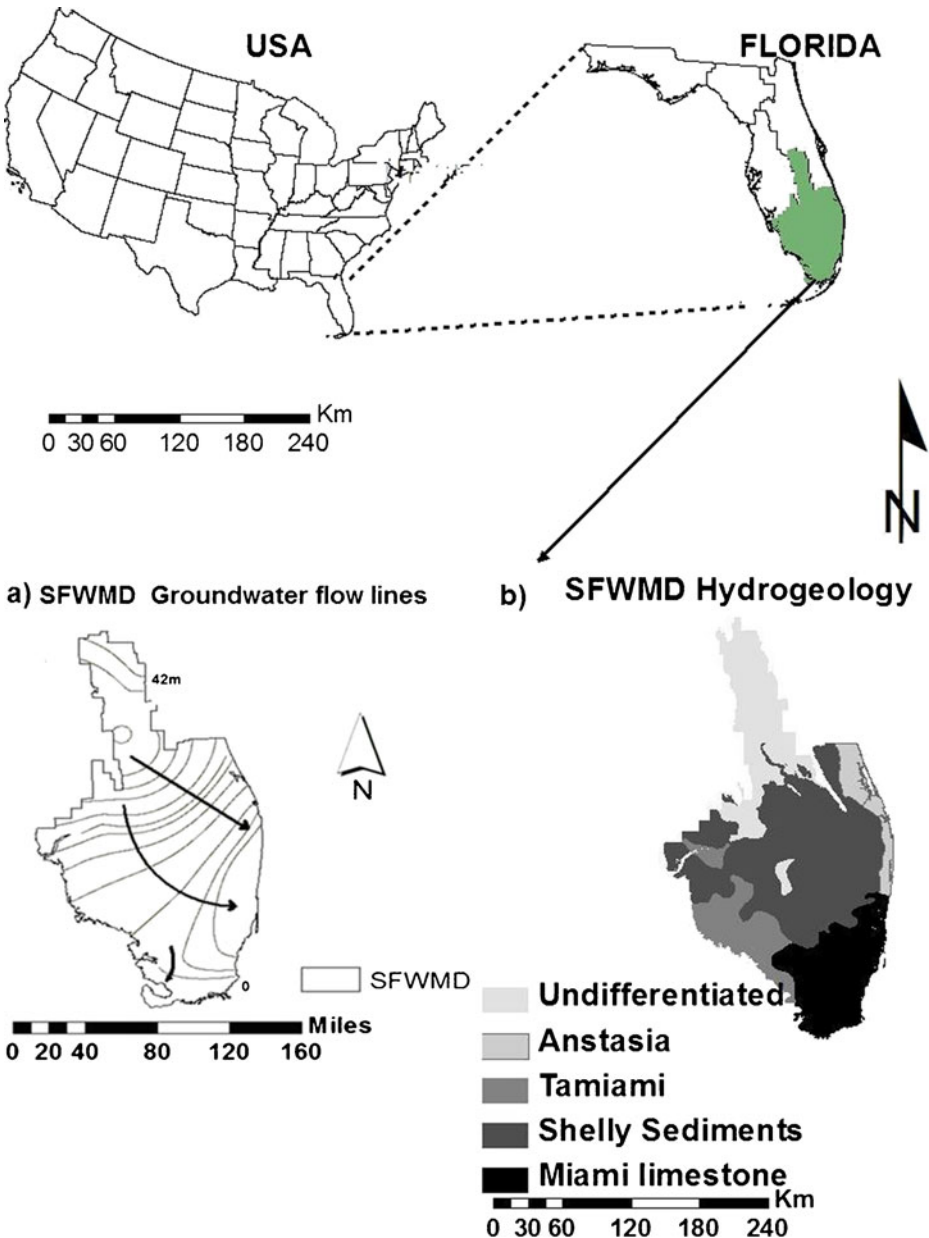 USA
FLORIDA
Km
0 30 60 120 180 240
N
a) SFWMD Groundwater flow lines
42m
N
0
SFWMD
Miles
0 20 40 80 120 160
b) SFWMD Hydrogeology
Undifferentiated
Anstasia
Tamiami
Shelly Sediments
Miami limestone
Km
0 30 60 120 180 240